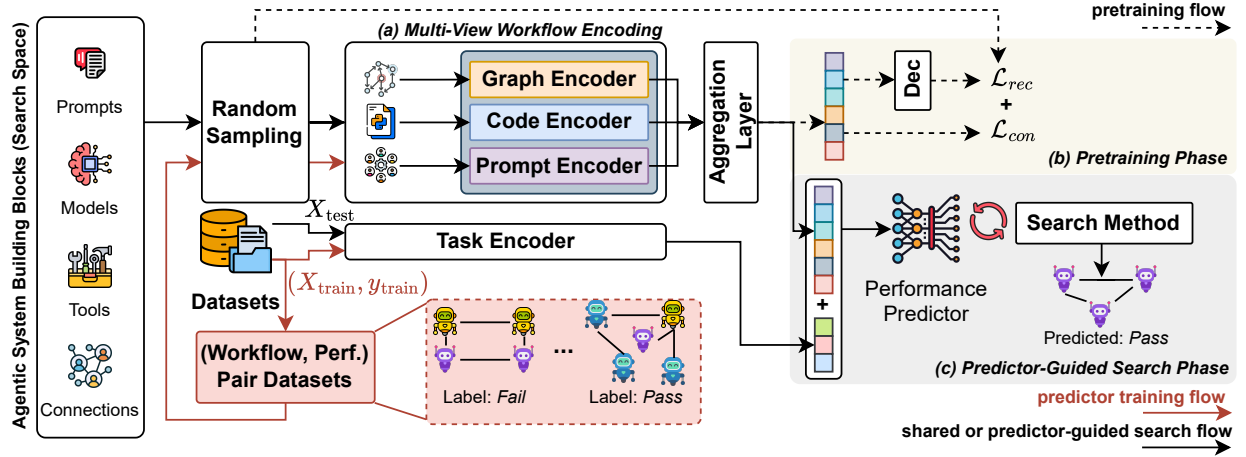 Agentic System Building Blocks (Search Space)
Prompts
Models
Tools
Connections
Random
Sampling
(a) Multi-View Workflow Encoding
Graph Encoder
Code Encoder
Prompt Encoder
Aggregation
Layer
pretraining flow
Dec
ℒ_rec
+
ℒ_con
(b) Pretraining Phase
X_test
Task Encoder
(X_train, y_train)
Datasets
(Workflow, Perf.)
Pair Datasets
...
Label: Fail
Label: Pass
+
Performance
Predictor
Search Method
Predicted: Pass
(c) Predictor-Guided Search Phase
predictor training flow
shared or predictor-guided search flow